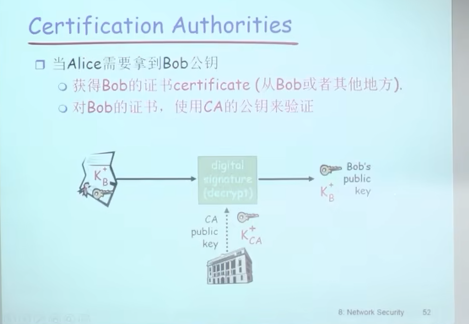 Certification Authorities
当Alice需要拿到Bob公钥
获得Bob的证书certificate (从Bob或者其他地方).
对Bob的证书，使用CA的公钥来验证
K+B
digital
signature
(decrypt)
Bob's
public
key
K+B
CA
public
key
K+CA
8: Network Security 52